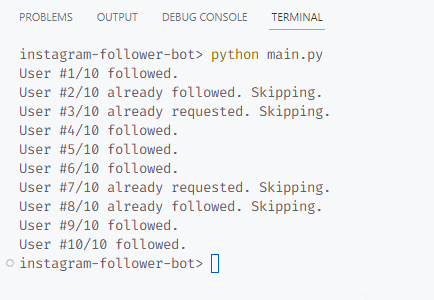 PROBLEMS OUTPUT DEBUG CONSOLE TERMINAL
instagram-follower-bot> python main.py
User #1/10 followed.
User #2/10 already followed. Skipping.
User #3/10 already requested. Skipping.
User #4/10 followed.
User #5/10 followed.
User #6/10 followed.
User #7/10 already requested. Skipping.
User #8/10 already followed. Skipping.
User #9/10 followed.
User #10/10 followed.
instagram-follower-bot>